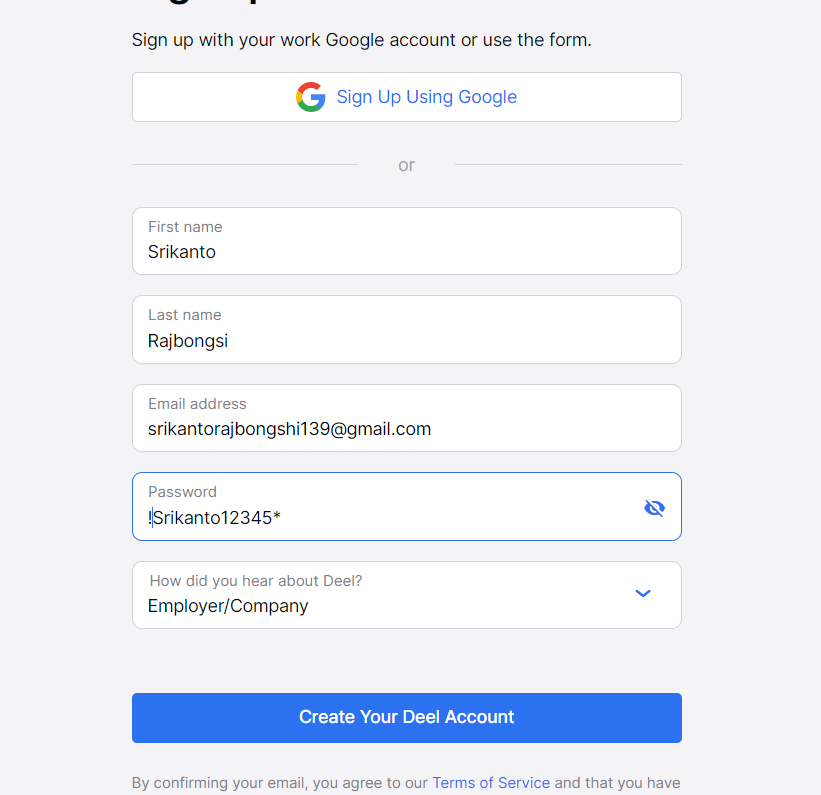 Sign up with your work Google account or use the form.
Sign Up Using Google
or
First name
Srikanto
Last name
Rajbongsi
Email address
srikantorajbongshi139@gmail.com
Password
!Srikanto12345*
How did you hear about Deel?
Employer/Company
Create Your Deel Account
By confirming your email, you agree to our Terms of Service and that you have